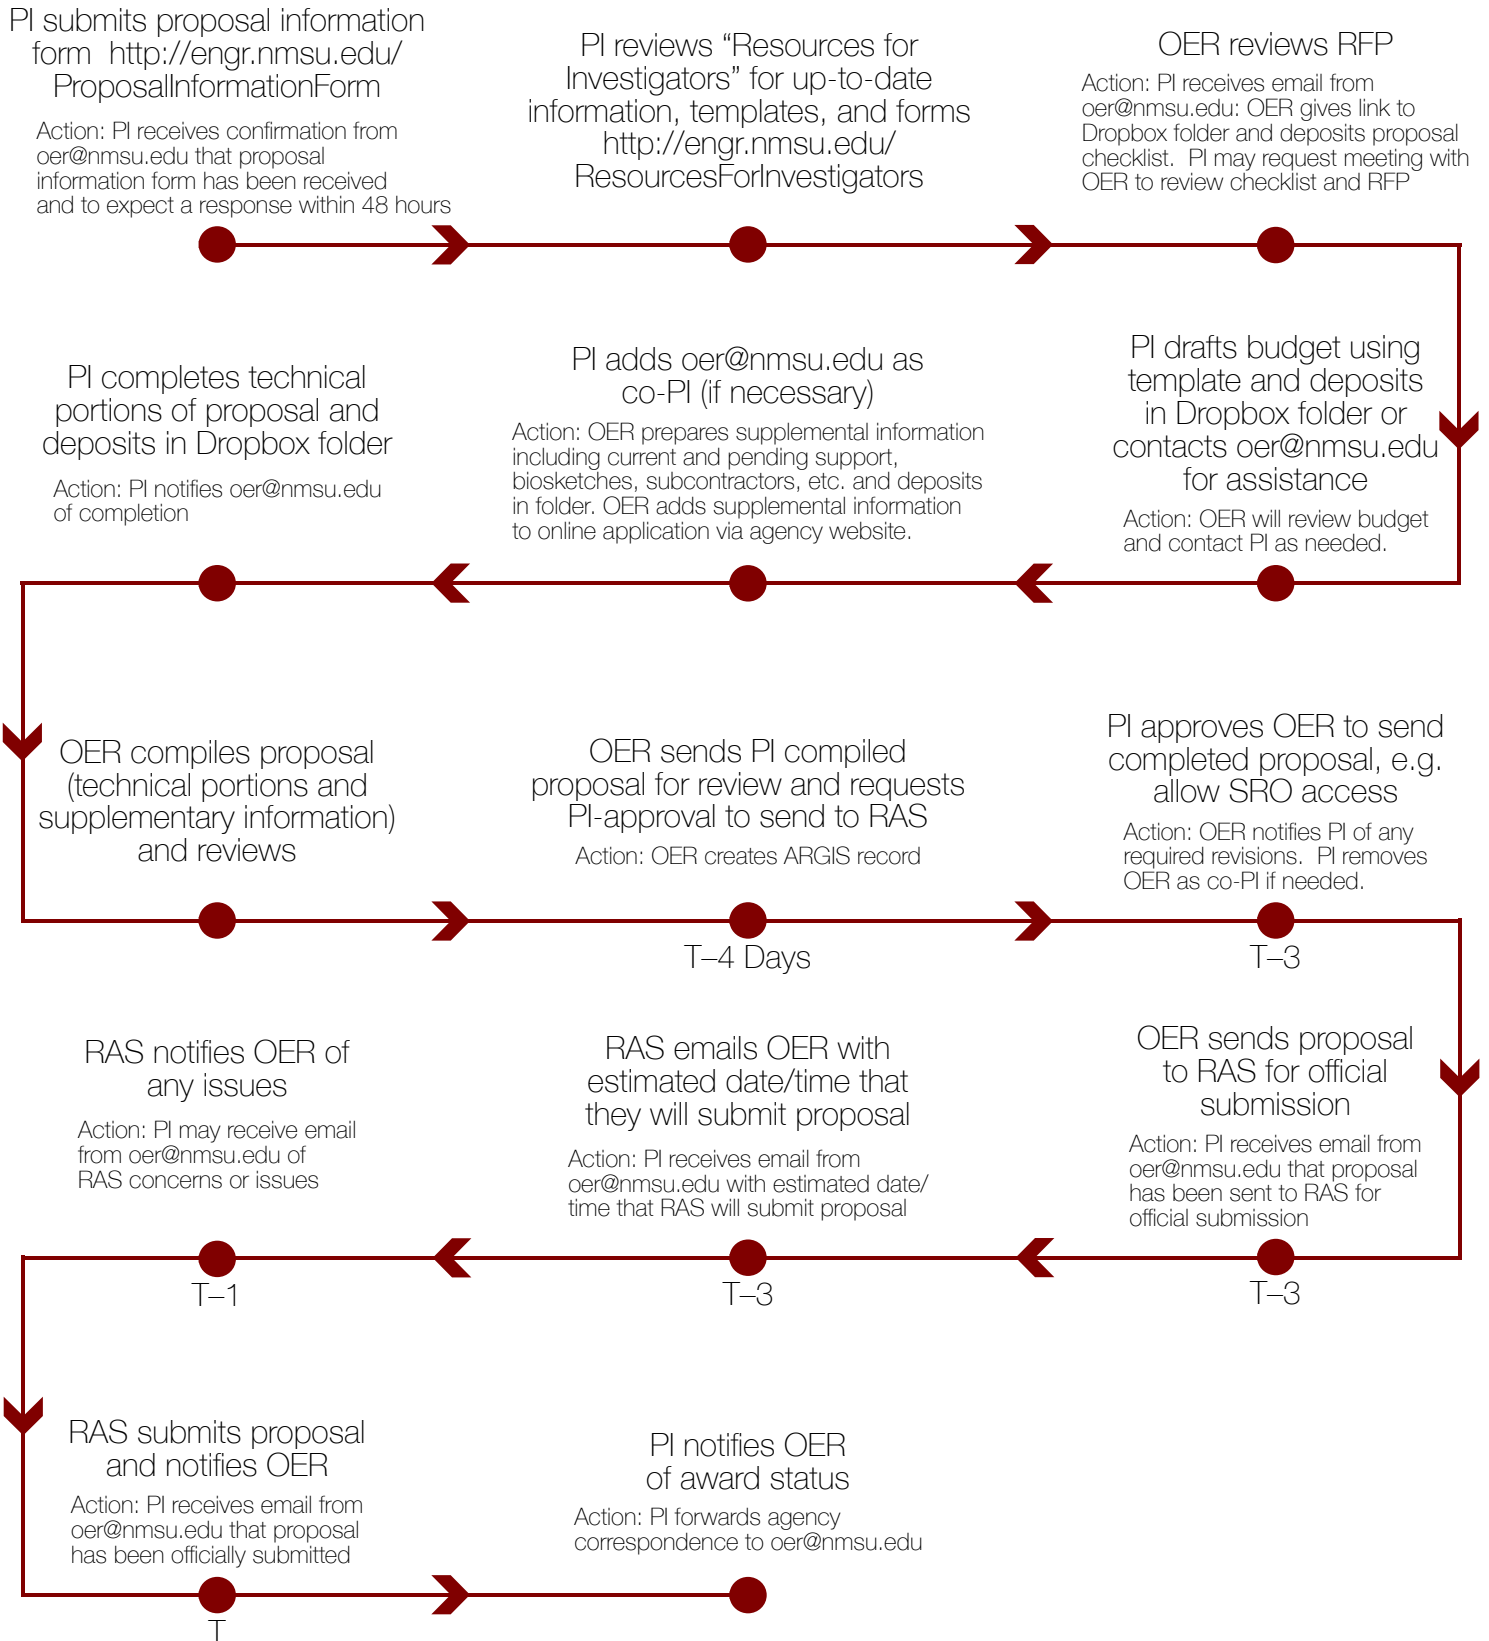 PI submits proposal information
form  http://engr.nmsu.edu/
ProposalInformationForm
Action: PI receives confirmation from
oer@nmsu.edu that proposal
information form has been received
and to expect a response within 48 hours
PI reviews “Resources for
Investigators” for up-to-date
information, templates, and forms
http://engr.nmsu.edu/
ResourcesForInvestigators
OER reviews RFP
Action: PI receives email from
oer@nmsu.edu: OER gives link to
Dropbox folder and deposits proposal
checklist.  PI may request meeting with
OER to review checklist and RFP
PI drafts budget using
template and deposits
in Dropbox folder or
contacts oer@nmsu.edu
for assistance
Action: OER will review budget
and contact PI as needed.
PI adds oer@nmsu.edu as
co-PI (if necessary)
Action: OER prepares supplemental information
including current and pending support,
biosketches, subcontractors, etc. and deposits
in folder. OER adds supplemental information
to online application via agency website.
PI completes technical
portions of proposal and
deposits in Dropbox folder
Action: PI notifies oer@nmsu.edu
of completion
OER compiles proposal
(technical portions and
supplementary information)
and reviews
OER sends PI compiled
proposal for review and requests
PI-approval to send to RAS
Action: OER creates ARGIS record
T–4 Days
PI approves OER to send
completed proposal, e.g.
allow SRO access
Action: OER notifies PI of any
required revisions.  PI removes
OER as co-PI if needed.
T–3
OER sends proposal
to RAS for official
submission
Action: PI receives email from
oer@nmsu.edu that proposal
has been sent to RAS for
official submission
T–3
RAS emails OER with
estimated date/time that
they will submit proposal
Action: PI receives email from
oer@nmsu.edu with estimated date/
time that RAS will submit proposal
T–3
RAS notifies OER of
any issues
Action: PI may receive email
from oer@nmsu.edu of
RAS concerns or issues
T–1
RAS submits proposal
and notifies OER
Action: PI receives email from
oer@nmsu.edu that proposal
has been officially submitted
T
PI notifies OER
of award status
Action: PI forwards agency
correspondence to oer@nmsu.edu